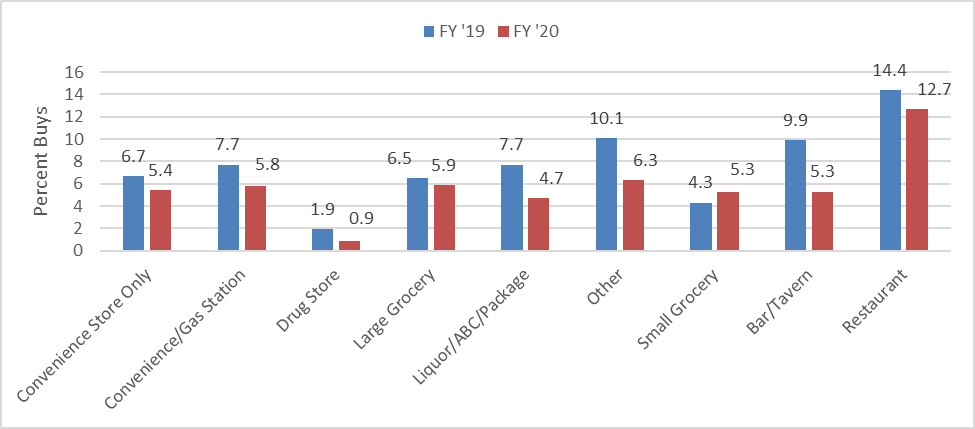 FY '19 FY '20
Percent Buys
16
14
12
10
8
6
4
2
0
6.7 5.4
7.7 5.8
1.9 0.9
6.5 5.9
7.7 4.7
10.1 6.3
4.3 5.3
9.9 5.3
14.4 12.7
Convenience Store Only
Convenience/Gas Station
Drug Store
Large Grocery
Liquor/ABC/Package
Other
Small Grocery
Bar/Tavern
Restaurant